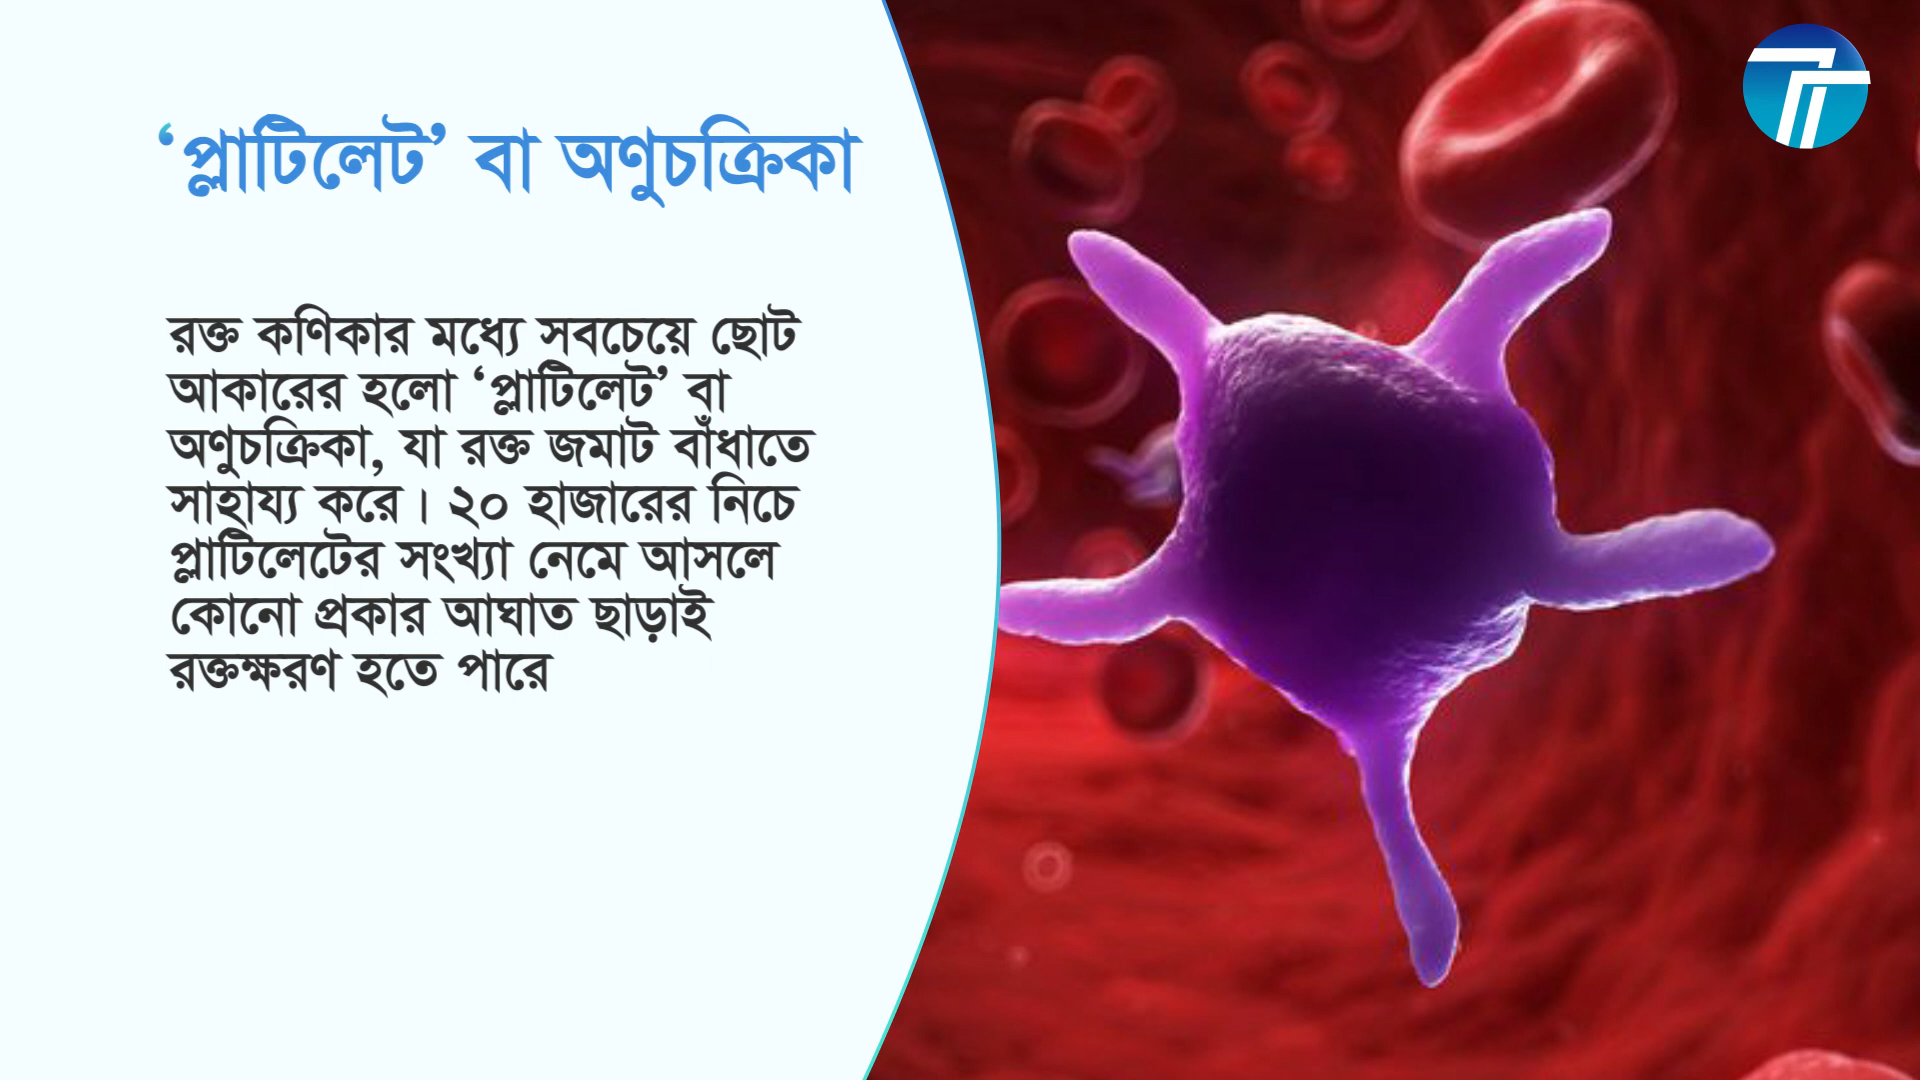 ‘প্লাটিলেট’ বা অণুচক্রিকা
রক্ত কণিকার মধ্যে সবচেয়ে ছোট
আকারের হলো ‘প্লাটিলেট’ বা
অণুচক্রিকা, যা রক্ত জমাট বাঁধাতে
সাহায্য করে। ২০ হাজারের নিচে
প্লাটিলেটের সংখ্যা নেমে আসলে
কোনো প্রকার আঘাত ছাড়াই
রক্তক্ষরণ হতে পারে